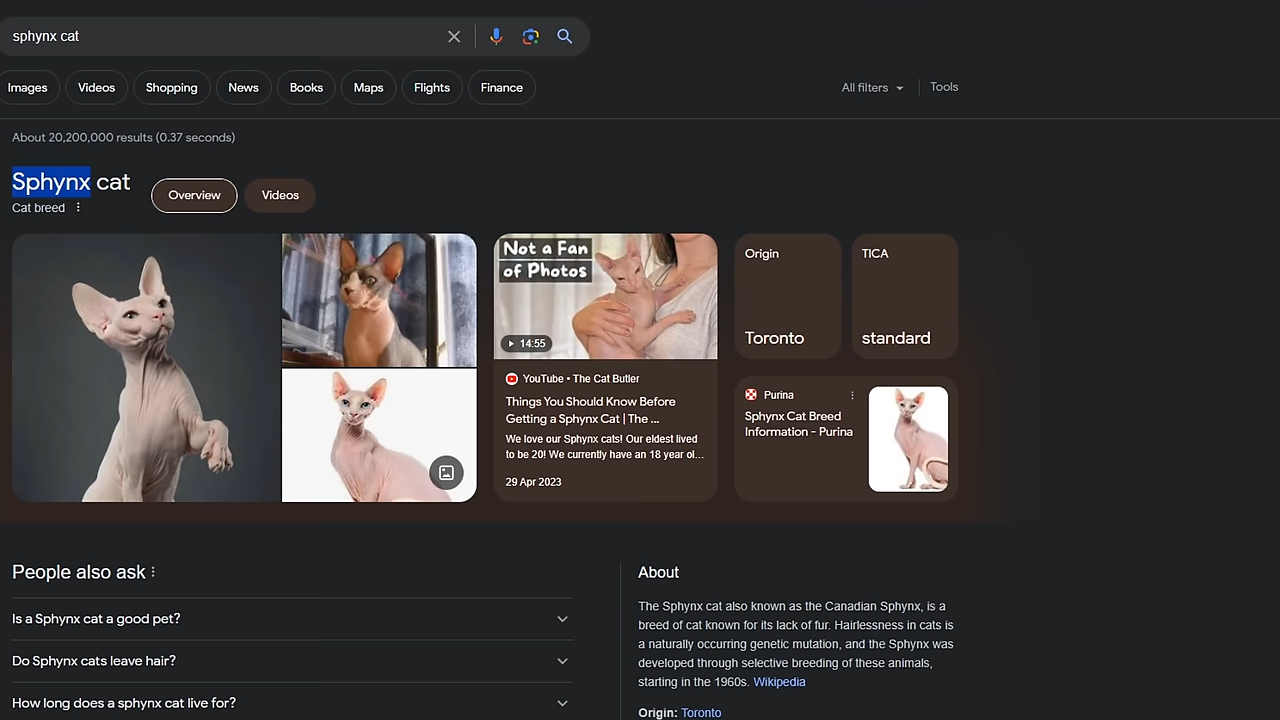 sphynx cat
Images
Videos
Shopping
News
Books
Maps
Flights
Finance
All filters
Tools
About 20,200,000 results (0.37 seconds)
Sphynx cat
Cat breed
Overview
Videos
Not a Fan
of Photos
14:55
YouTube • The Cat Butler
Things You Should Know Before
Getting a Sphynx Cat | The ...
We love our Sphynx cats! Our eldest lived
to be 20! We currently have an 18 year ol...
29 Apr 2023
Origin
Toronto
TICA
standard
Purina
Sphynx Cat Breed
Information - Purina
People also ask
Is a Sphynx cat a good pet?
Do Sphynx cats leave hair?
How long does a sphynx cat live for?
About
The Sphynx cat also known as the Canadian Sphynx, is a
breed of cat known for its lack of fur. Hairlessness in cats is
a naturally occurring genetic mutation, and the Sphynx was
developed through selective breeding of these animals,
starting in the 1960s. Wikipedia
Origin: Toronto